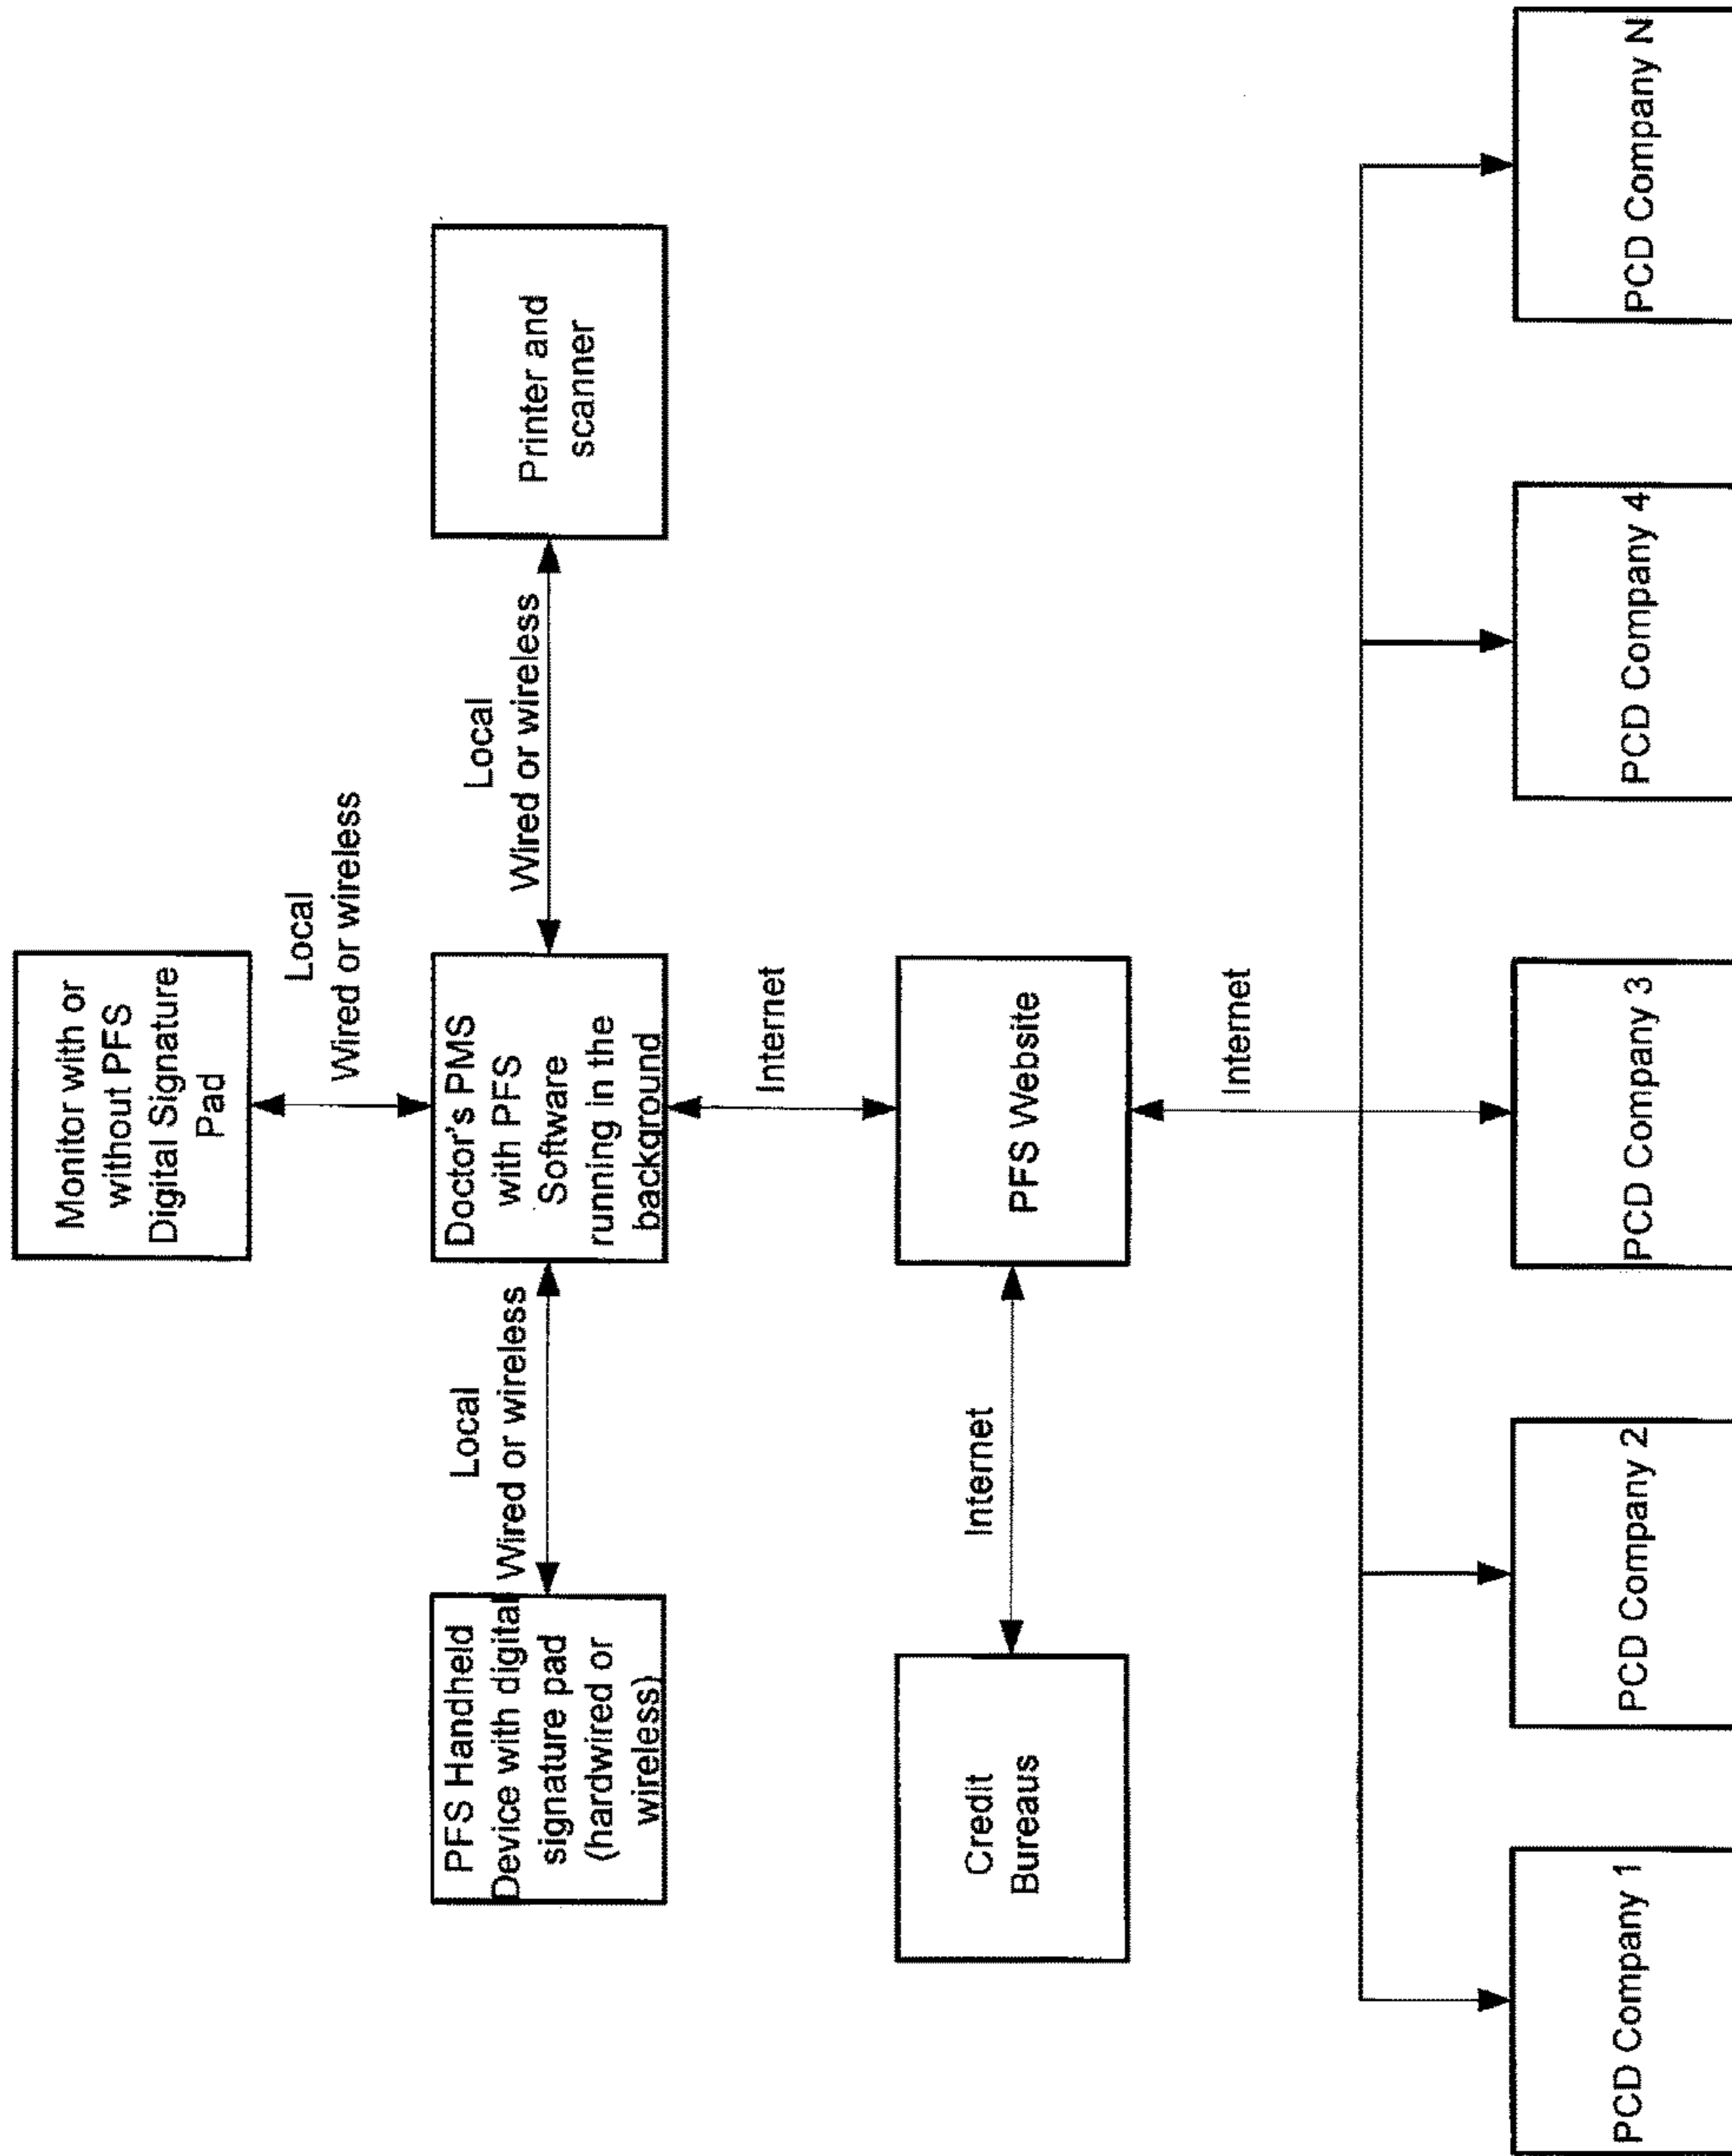 Monitor with or
without PFS
Digital Signature
Pad
Local
Wired or wireless
PFS Handheld
Device with digital
signature pad
(hardwired or
wireless)
Local
Wired or wireless
Doctor's PMS
with PFS
Software
running in the
background
Local
Wired or wireless
Printer and
scanner
Internet
Credit
Bureaus
Internet
PFS Website
Internet
PCD Company 1
PCD Company 2
PCD Company 3
PCD Company 4
PCD Company N